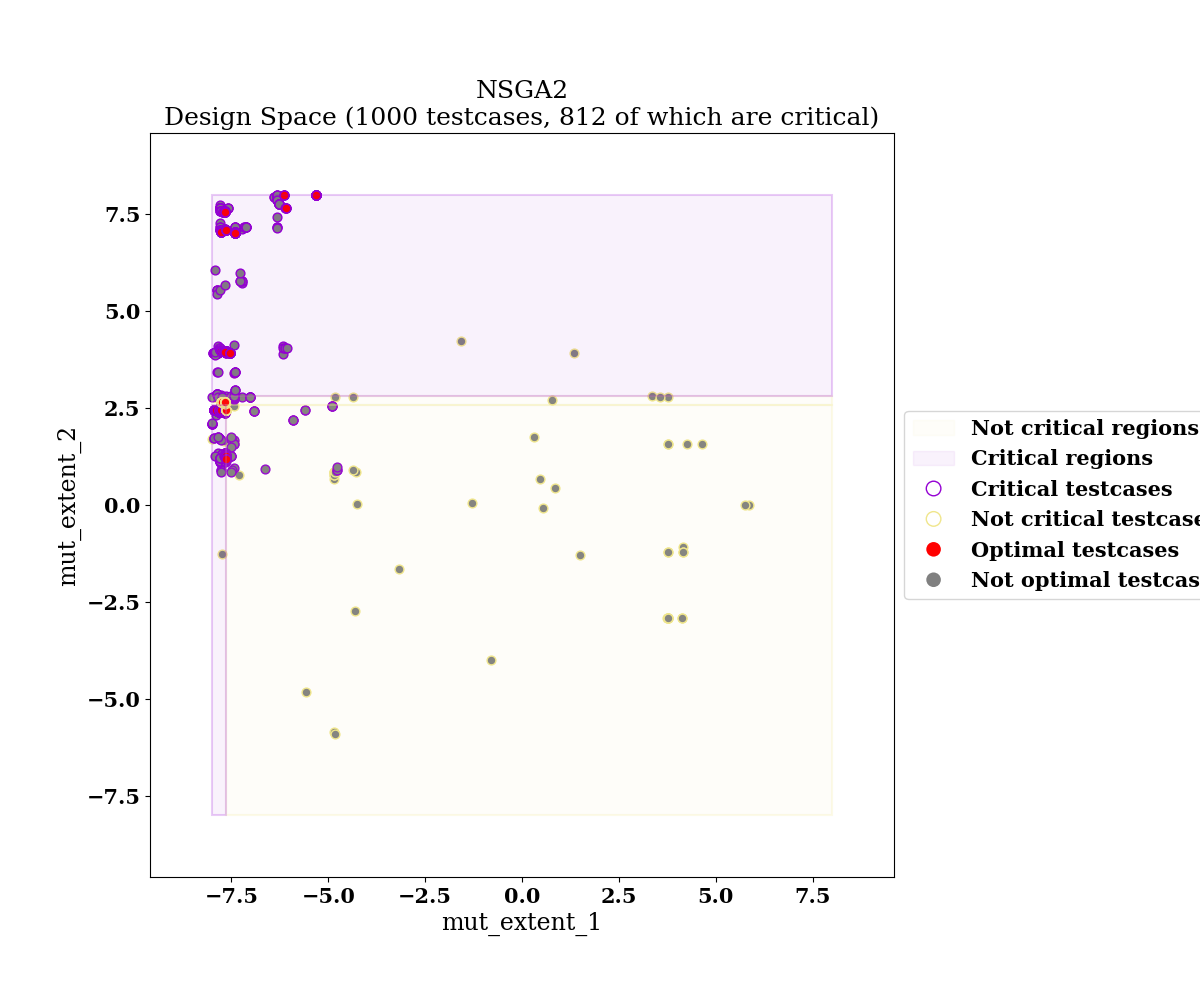 NSGA2
Design Space (1000 testcases, 812 of which are critical)
7.5
5.0
2.5
0.0
−2.5
−5.0
−7.5
mut_extent_2
−7.5 −5.0 −2.5 0.0 2.5 5.0 7.5
mut_extent_1
Not critical regions
Critical regions
Critical testcases
Not critical testcase
Optimal testcases
Not optimal testcas